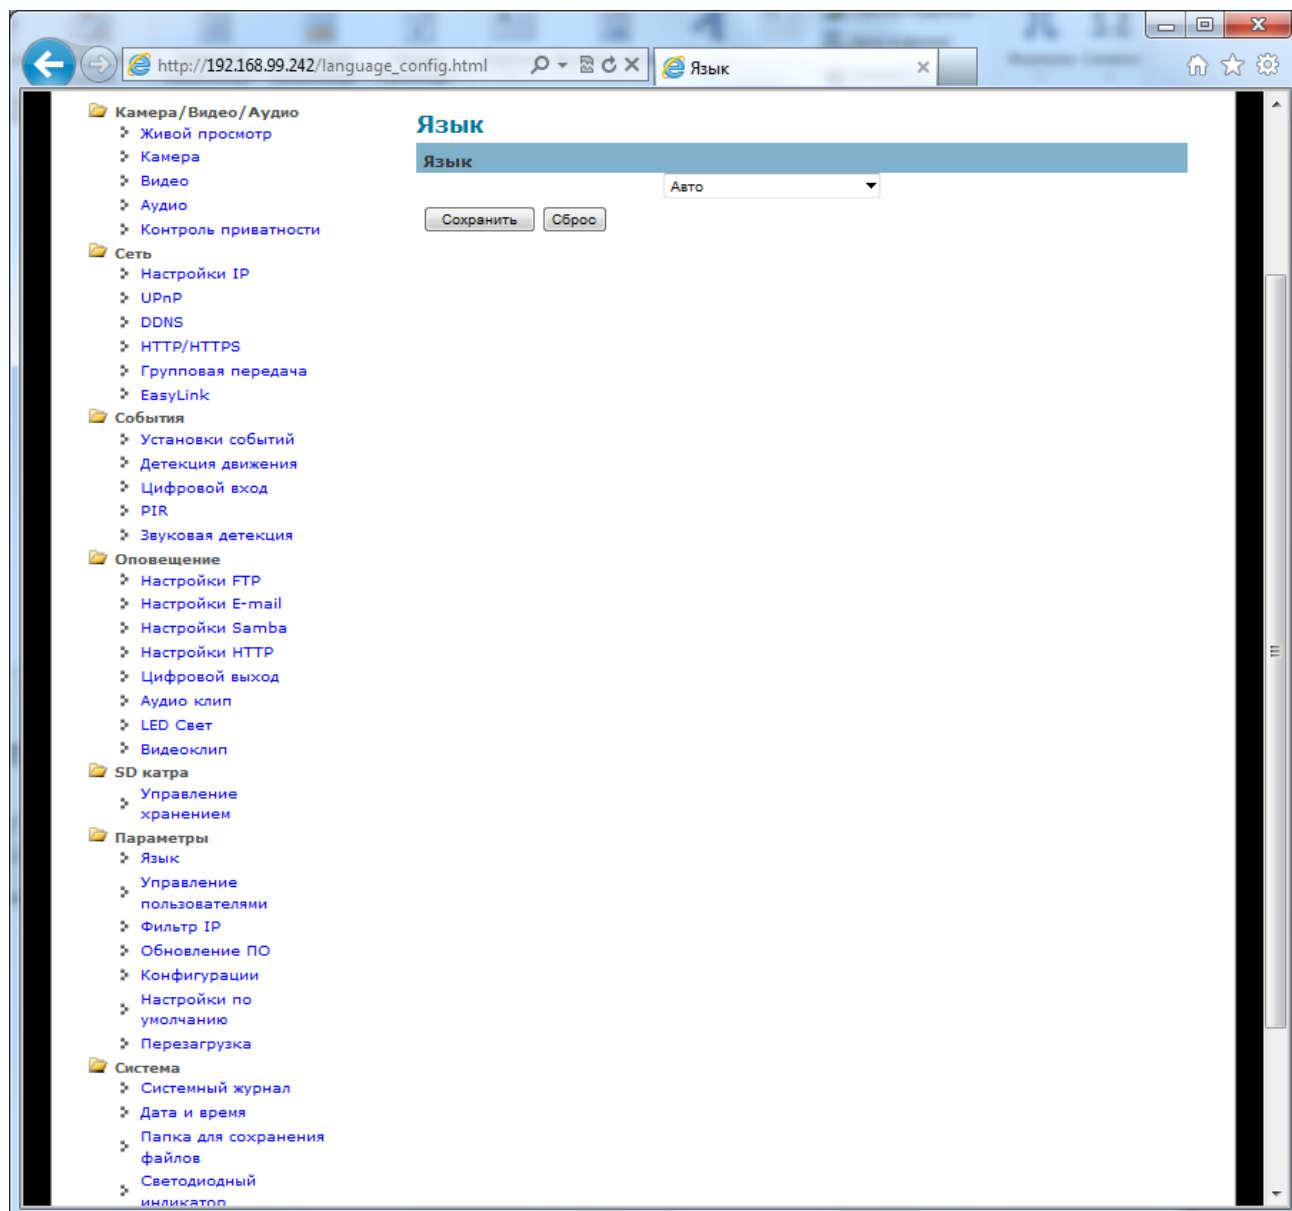 http://192.168.99.242/language_config.html
Язык
Камера/Видео/Аудио
Живой просмотр
Камера
Видео
Аудио
Контроль приватности
Сеть
Настройки IP
UPnP
DDNS
HTTP/HTTPS
Групповая передача
EasyLink
События
Установки событий
Детекция движения
Цифровой вход
PIR
Звуковая детекция
Оповещение
Настройки FTP
Настройки E-mail
Настройки Samba
Настройки HTTP
Цифровой выход
Аудио клип
LED Свет
Видеоклип
SD катра
Управление
хранением
Параметры
Язык
Управление
пользователями
Фильтр IP
Обновление ПО
Конфигурации
Настройки по
умолчанию
Перезагрузка
Система
Системный журнал
Дата и время
Папка для сохранения
файлов
Светодиодный
индикатор
Язык
Язык
Авто
Сохранить Сброс